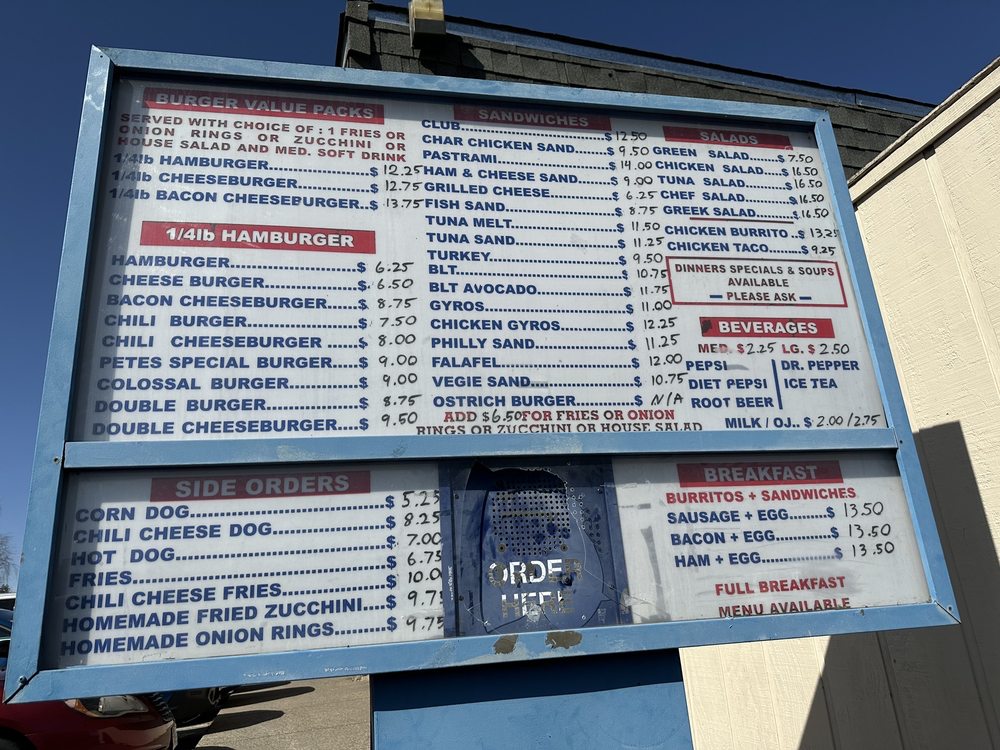 BURGER VALUE PACKS
SERVED WITH CHOICE OF : 1 FRIES OR
ONION RINGS OR ZUCCHINI OR
HOUSE SALAD AND MED. SOFT DRINK
1/4lb HAMBURGER....................$ 12.25
1/4lb CHEESEBURGER...............$ 12.75
1/4lb BACON CHEESEBURGER..$ 13.75
1/4lb HAMBURGER
HAMBURGER......................$ 6.25
CHEESE BURGER................$ 6.50
BACON CHEESEBURGER.......$ 8.75
CHILI BURGER...................$ 7.50
CHILI CHEESEBURGER ........$ 8.00
PETES SPECIAL BURGER.....$ 9.00
COLOSSAL BURGER............$ 9.00
DOUBLE BURGER................$ 8.75
DOUBLE CHEESEBURGER....$ 9.50
SANDWICHES
CLUB..........................$ 12.50
CHAR CHICKEN SAND....$ 9.50
PASTRAMI....................$ 14.00
HAM & CHEESE SAND.....$ 9.00
GRILLED CHEESE...........$ 6.25
FISH SAND...................$ 8.75
TUNA MELT..................$ 11.50
TUNA SAND..................$ 11.25
TURKEY.......................$ 9.50
BLT.............................$ 10.75
BLT AVOCADO...............$ 11.75
GYROS........................$ 11.00
CHICKEN GYROS............$ 12.25
PHILLY SAND................$ 11.25
FALAFEL......................$ 12.00
VEGIE SAND.................$ 10.75
OSTRICH BURGER..........$ N/A
ADD $6.50 FOR FRIES OR ONION
RINGS OR ZUCCHINI OR HOUSE SALAD
SALADS
GREEN SALAD......$ 7.50
CHICKEN SALAD...$ 16.50
TUNA SALAD.......$ 16.50
CHEF SALAD.......$ 16.50
GREEK SALAD......$ 16.50
CHICKEN BURRITO ..$ 13.25
CHICKEN TACO......$ 9.25
DINNERS SPECIALS & SOUPS
AVAILABLE
– PLEASE ASK –
BEVERAGES
MED. $2.25 LG. $ 2.50
PEPSI DR. PEPPER
DIET PEPSI ICE TEA
ROOT BEER
MILK / OJ.. $ 2.00 / 2.75
SIDE ORDERS
CORN DOG.........................$ 5.25
CHILI CHEESE DOG..............$ 8.25
HOT DOG...........................$ 7.00
FRIES.................................$ 6.75
CHILI CHEESE FRIES............$ 10.0
HOMEMADE FRIED ZUCCHINI....$ 9.7
HOMEMADE ONION RINGS........$ 9.75
ORDER
HERE
BREAKFAST
BURRITOS + SANDWICHES
SAUSAGE + EGG.........$ 13.50
BACON + EGG.............$ 13.50
HAM + EGG................$ 13.50
FULL BREAKFAST
MENU AVAILABLE